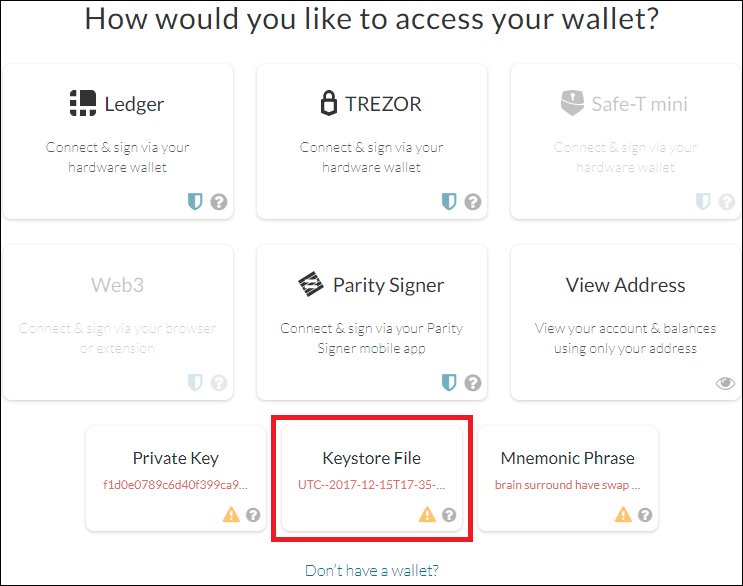 How would you like to access your wallet?
Ledger
Connect & sign via your
hardware wallet
TREZOR
Connect & sign via your
hardware wallet
Safe-T mini
Connect & sign via your
hardware wallet
Web3
Connect & sign via your browser
or extension
Parity Signer
Connect & sign via your Parity
Signer mobile app
View Address
View your account & balances
using only your address
Private Key
f1d0e0789c6d40f399ca9...
Keystore File
UTC--2017-12-15T17-35-...
Mnemonic Phrase
brain surround have swap ...
Don't have a wallet?